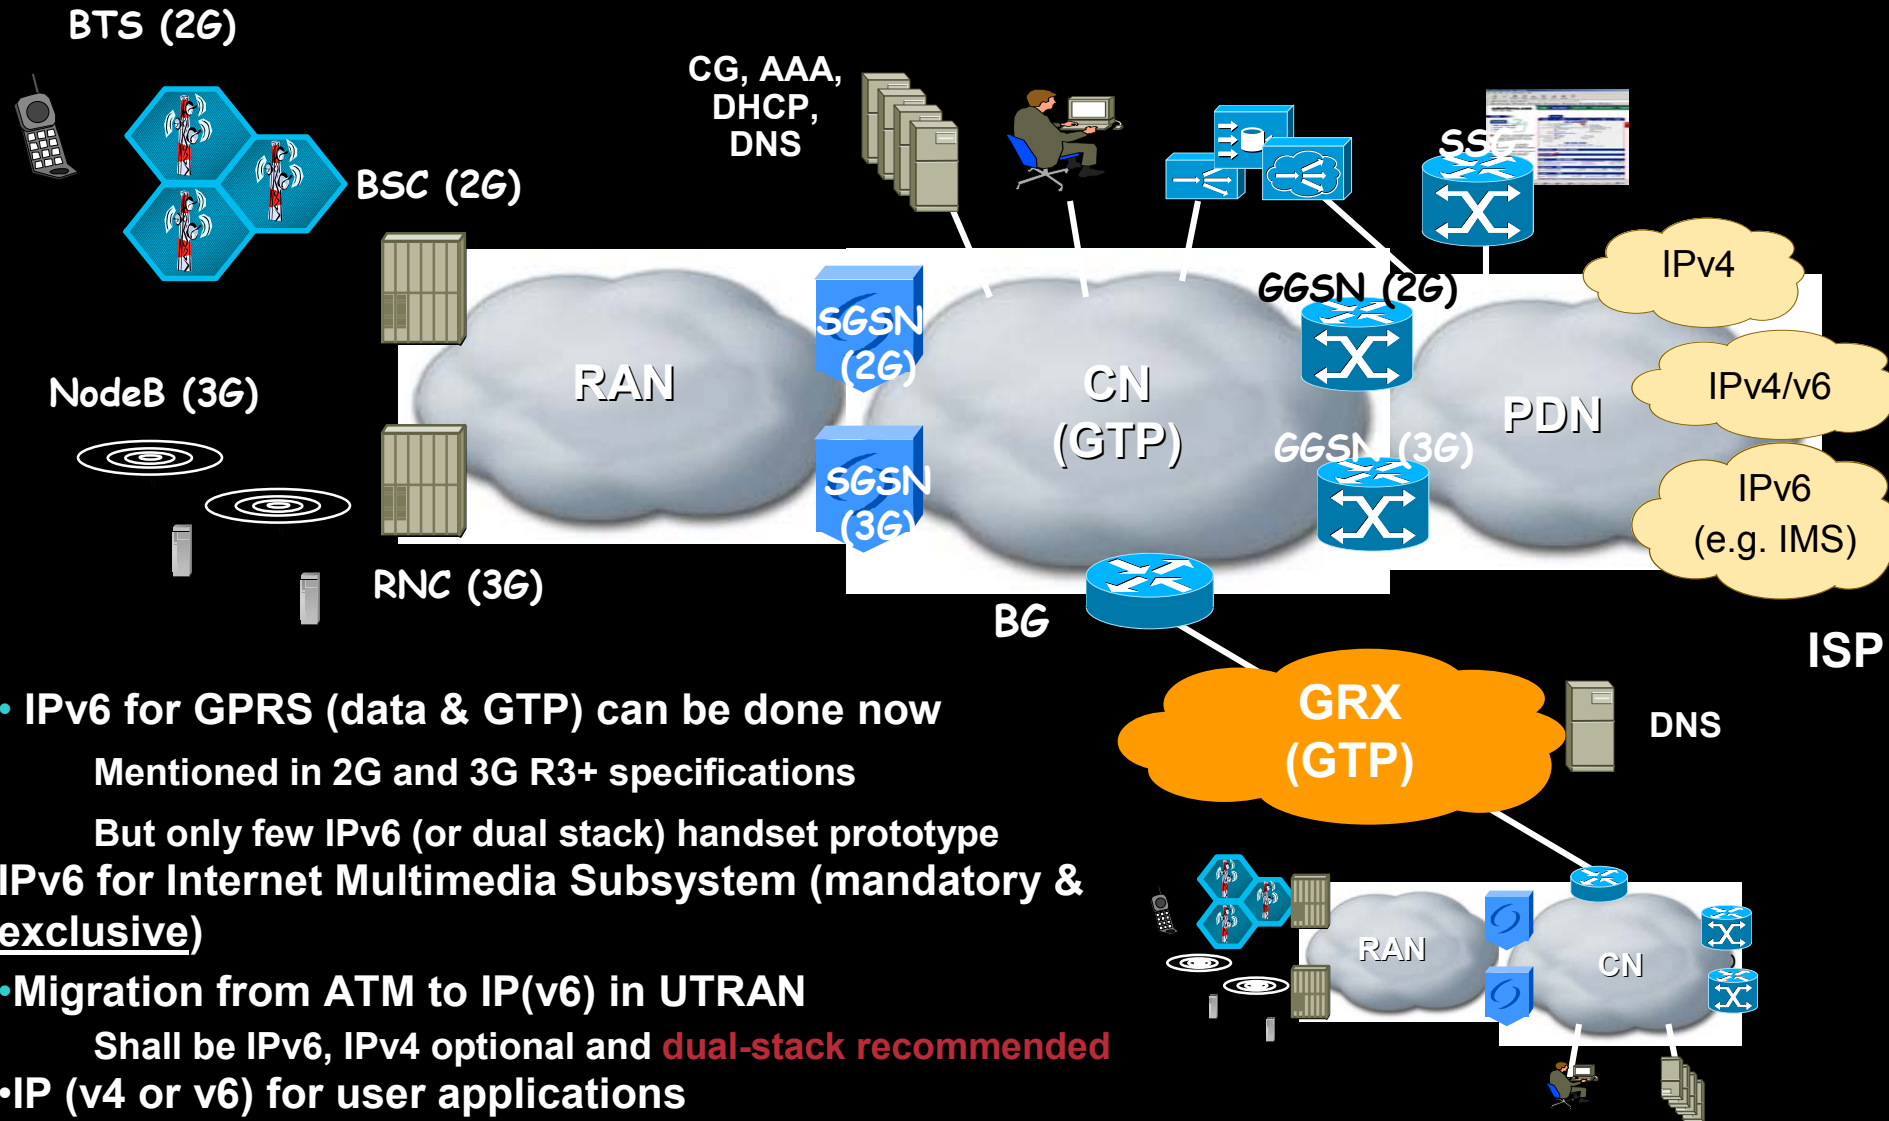 BTS (2G)
CG, AAA,
DHCP,
DNS
SSG
BSC (2G)
IPv4
GGSN (2G)
SGSN
(2G)
RAN
CN
(GTP)
IPv4/v6
PDN
NodeB (3G)
GGSN (3G)
SGSN
(3G)
IPv6
(e.g. IMS)
RNC (3G)
BG
ISP
GRX
(GTP)
DNS
• IPv6 for GPRS (data & GTP) can be done now
Mentioned in 2G and 3G R3+ specifications
But only few IPv6 (or dual stack) handset prototype
IPv6 for Internet Multimedia Subsystem (mandatory &
exclusive)
•Migration from ATM to IP(v6) in UTRAN
Shall be IPv6, IPv4 optional and dual-stack recommended
•IP (v4 or v6) for user applications
RAN
CN